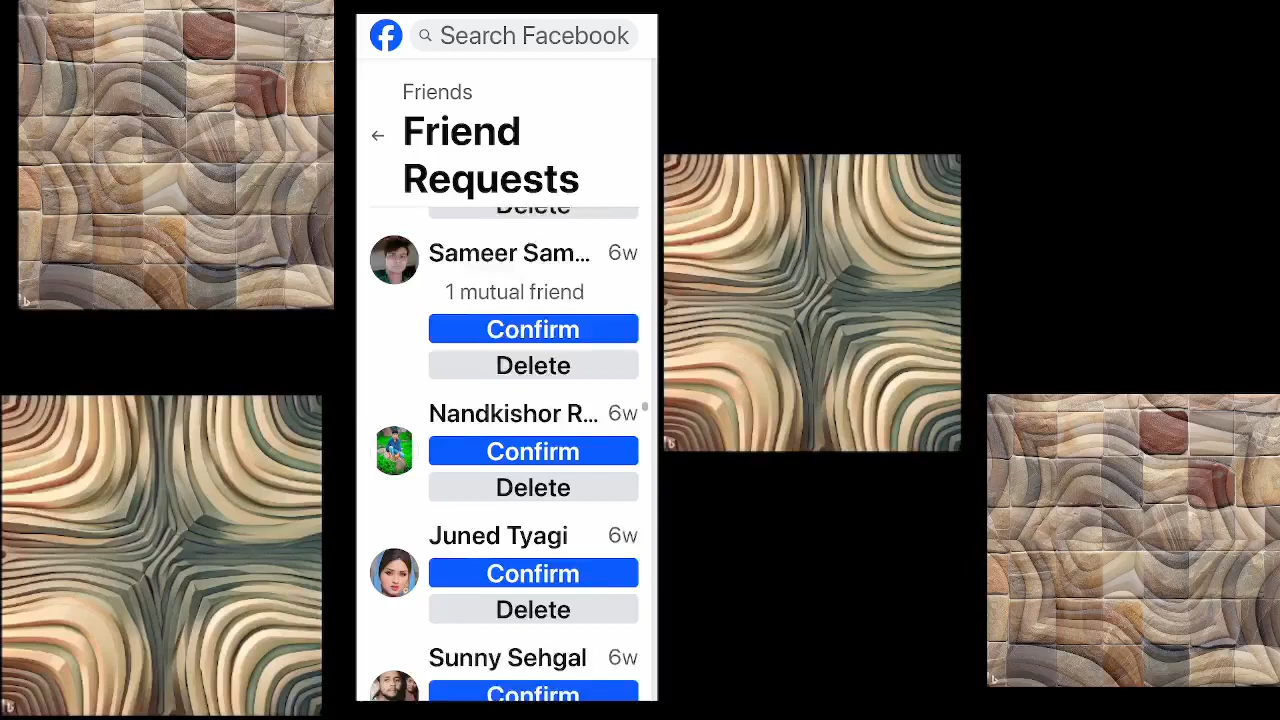 Search Facebook
Friends
Friend
Requests
Delete
Sameer Sam... 6w
1 mutual friend
Confirm
Delete
Nandkishor R... 6w
Confirm
Delete
Juned Tyagi 6w
Confirm
Delete
Sunny Sehgal 6w
Confirm